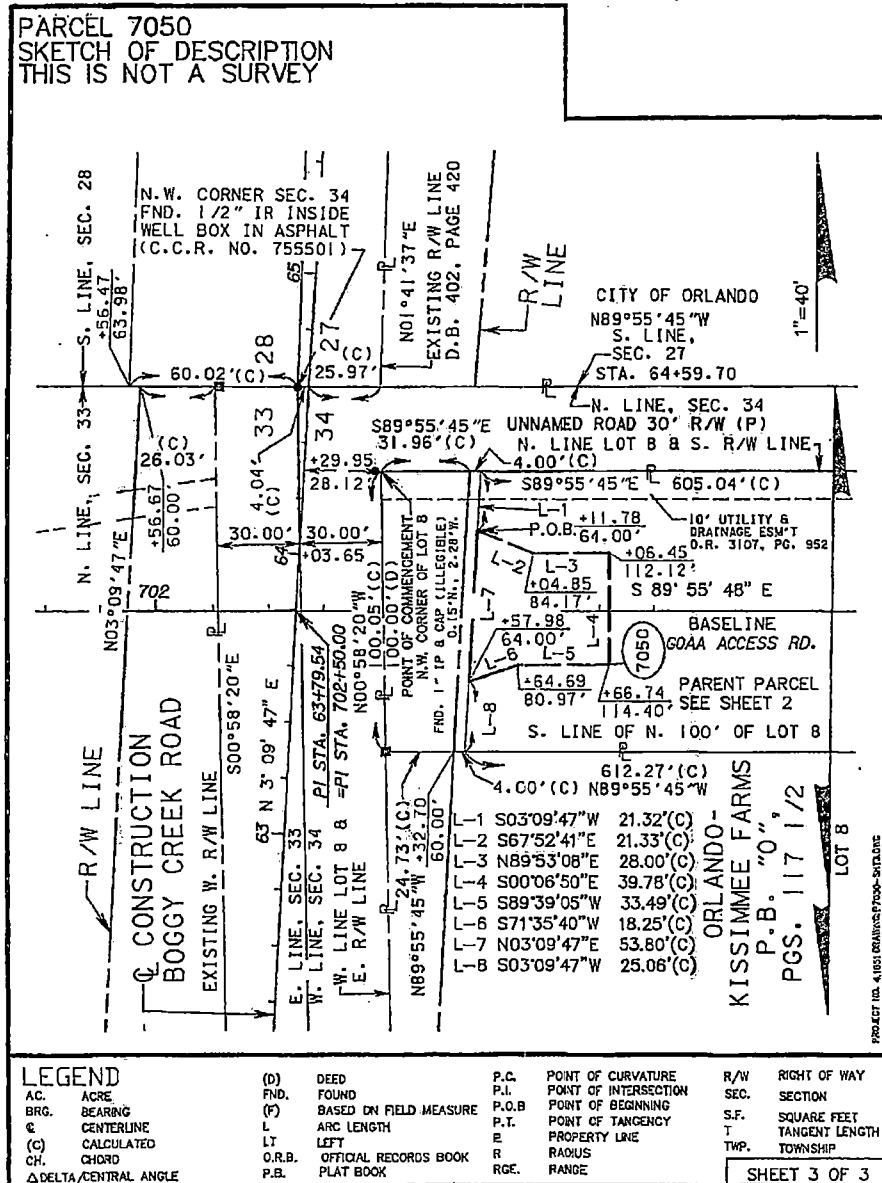 PARCEL 7050
SKETCH OF DESCRIPTION
THIS IS NOT A SURVEY
S. LINE, SEC. 28
+56.47
63.98'
N.W. CORNER SEC. 34
FND. 1/2" IR INSIDE
WELL BOX IN ASPHALT
(C.C.R. NO. 755501)
65
N01°41'37"E
EXISTING R/W LINE
D.B. 402, PAGE 420
R/W
LINE
CITY OF ORLANDO
N89°55'45"W
S. LINE,
SEC. 27
STA. 64+59.70
1"=40'
60.02'(C)
28
27
(C)
25.97'
N. LINE, SEC. 33
33
34
N. LINE, SEC. 34
(C)
26.03'
+56.67
60.00'
4.04'
(C)
S89°55'45"E
31.96'(C)
UNNAMED ROAD 30' R/W (P)
N. LINE LOT 8 & S. R/W LINE
4.00'(C)
S89°55'45"E 605.04'(C)
+29.95
28.12'
L-1
P.O.B.
+11.78
64.00'
10' UTILITY &
DRAINAGE ESM'T
O.R. 3107, PG. 952
30.00'
30.00'
64
+03.65
N03°09'47"E
702
L-2
L-3
+04.85
84.17'
+06.45
112.12'
S 89° 55' 48" E
L-7
L-4
+57.98
64.00'
BASELINE
GOAA ACCESS RD.
7050
L-6
L-5
+64.69
80.97'
+66.74
114.40'
PARENT PARCEL
SEE SHEET 2
L-8
S. LINE OF N. 100' OF LOT 8
N00°58'20"W
100.05'(C)
100.00'(D)
POINT OF COMMENCEMENT
N.W. CORNER OF LOT 8
FND. 1" IP & CAP (ILLEGIBLE)
0.15'N., 2.28'W.
S00°58'20"E
63
N 3° 09' 47" E
PI STA. 63+79.54
=PI STA. 702+50.00
612.27'(C)
4.00'(C) N89°55'45"W
R/W LINE
℄ CONSTRUCTION
BOGGY CREEK ROAD
EXISTING W. R/W LINE
E. LINE, SEC. 33
W. LINE, SEC. 34
W. LINE LOT 8 &
E. R/W LINE
24.73'(C)
N89°55'45"W
+32.70
60.00'
L-1 S03°09'47"W 21.32'(C)
L-2 S67°52'41"E 21.33'(C)
L-3 N89°53'08"E 28.00'(C)
L-4 S00°06'50"E 39.78'(C)
L-5 S89°39'05"W 33.49'(C)
L-6 S71°35'40"W 18.25'(C)
L-7 N03°09'47"E 53.80'(C)
L-8 S03°09'47"W 25.06'(C)
ORLANDO-
KISSIMMEE FARMS
P.B. "O",
PGS. 117 1/2
LOT 8
LEGEND
AC. ACRE
BRG. BEARING
℄ CENTERLINE
(C) CALCULATED
CH. CHORD
Δ DELTA/CENTRAL ANGLE
(D) DEED
FND. FOUND
(F) BASED ON FIELD MEASURE
L ARC LENGTH
LT LEFT
O.R.B. OFFICIAL RECORDS BOOK
P.B. PLAT BOOK
P.C. POINT OF CURVATURE
P.I. POINT OF INTERSECTION
P.O.B POINT OF BEGINNING
P.T. POINT OF TANGENCY
⅊ PROPERTY LINE
R RADIUS
RGE. RANGE
R/W RIGHT OF WAY
SEC. SECTION
S.F. SQUARE FEET
T TANGENT LENGTH
TWP. TOWNSHIP
SHEET 3 OF 3